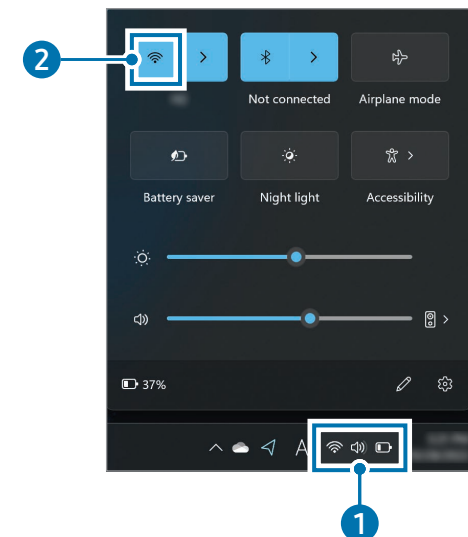 2
Not connected Airplane mode
Battery saver Night light Accessibility
37%
A
1